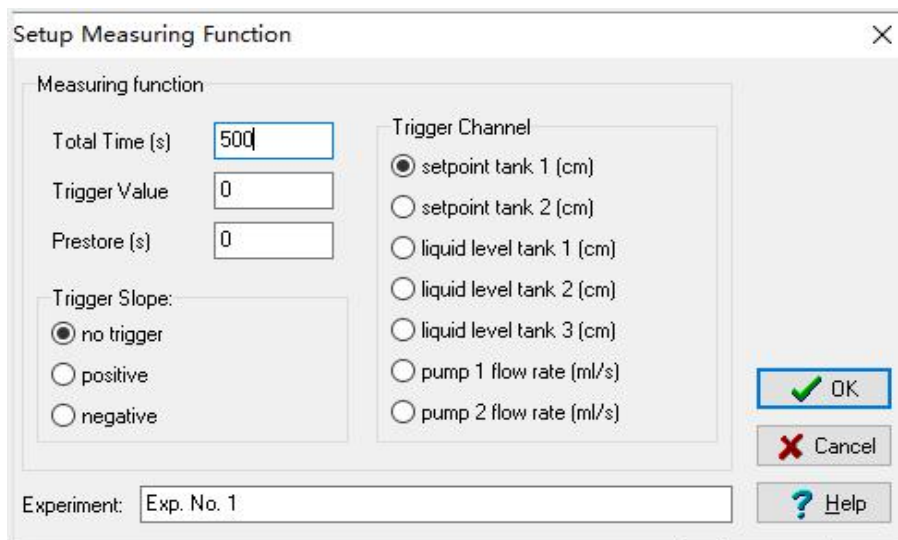 Setup Measuring Function
Measuring function
Total Time (s) 500
Trigger Value 0
Prestore (s) 0
Trigger Slope:
no trigger
positive
negative
Trigger Channel
setpoint tank 1 (cm)
setpoint tank 2 (cm)
liquid level tank 1 (cm)
liquid level tank 2 (cm)
liquid level tank 3 (cm)
pump 1 flow rate (ml/s)
pump 2 flow rate (ml/s)
OK
Cancel
Help
Experiment: Exp. No. 1